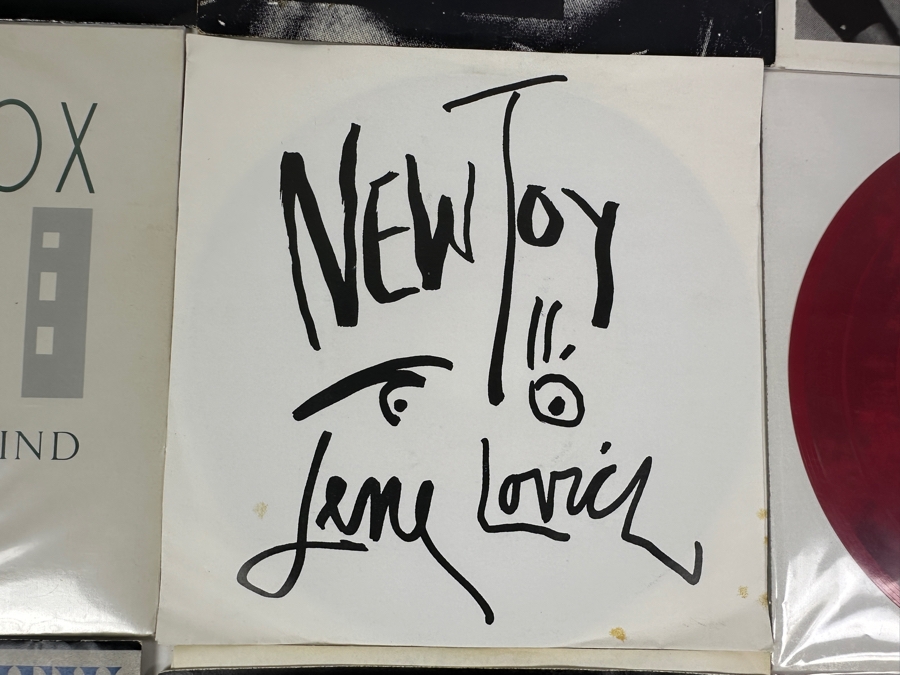 OX
IND
NEW TOY
Lene Lovich